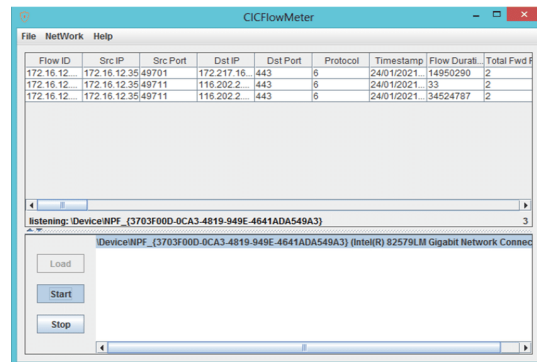 CICFlowMeter
File NetWork Help
Flow ID Src IP Src Port Dst IP Dst Port Protocol Timestamp Flow Durati... Total Fwd F
172.16.12.... 172.16.12.35 49701 172.217.16... 443 6 24/01/2021... 14950290 2
172.16.12.... 172.16.12.35 49711 116.202.2... 443 6 24/01/2021... 33 2
172.16.12.... 172.16.12.35 49711 116.202.2... 443 6 24/01/2021... 34524787 2
listening: \Device\NPF_{3703F00D-0CA3-4819-949E-4641ADA549A3} 3
\Device\NPF_{3703F00D-0CA3-4819-949E-4641ADA549A3} (Intel(R) 82579LM Gigabit Network Connec
Load
Start
Stop